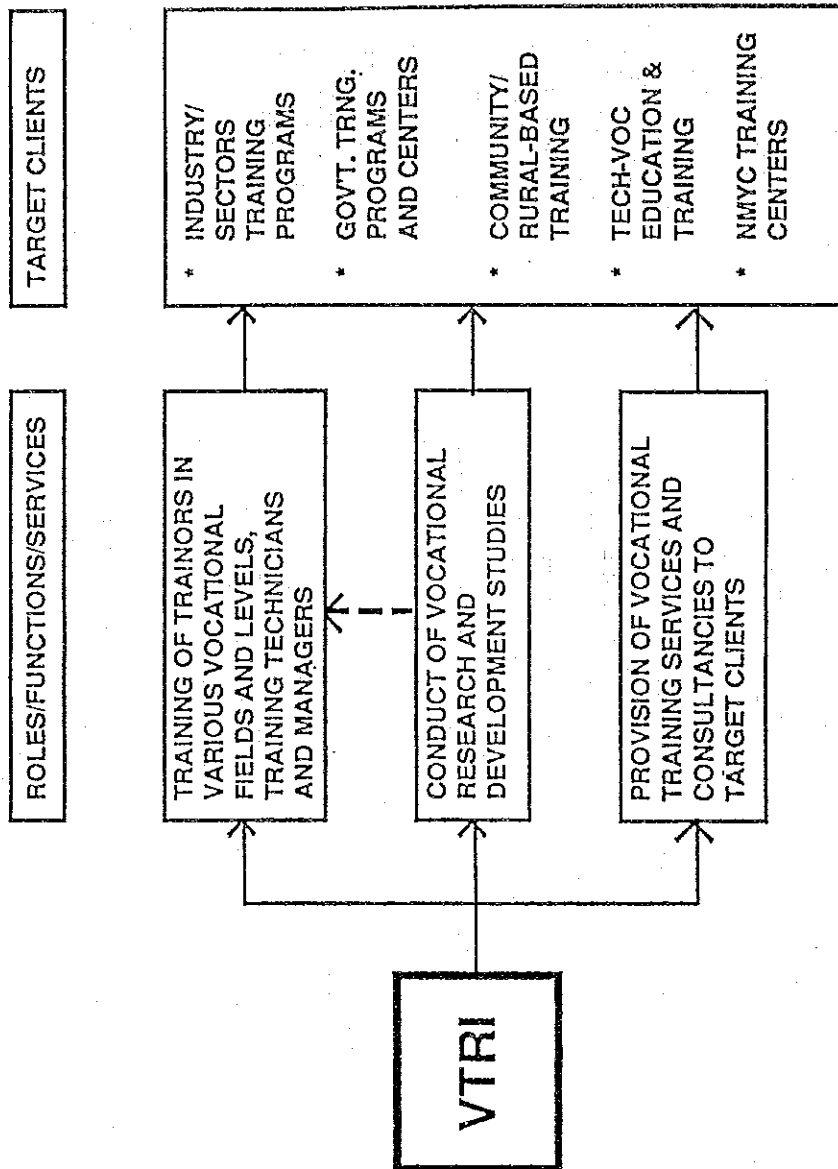 ROLES/FUNCTIONS/SERVICES
TARGET CLIENTS
VTRI
TRAINING OF TRAINORS IN
VARIOUS VOCATIONAL
FIELDS AND LEVELS,
TRAINING TECHNICIANS
AND MANAGERS
CONDUCT OF VOCATIONAL
RESEARCH AND
DEVELOPMENT STUDIES
PROVISION OF VOCATIONAL
TRAINING SERVICES AND
CONSULTANCIES TO
TARGET CLIENTS
* INDUSTRY/
SECTORS
TRAINING
PROGRAMS
* GOV'T. TRNG.
PROGRAMS
AND CENTERS
* COMMUNITY/
RURAL-BASED
TRAINING
* TECH-VOC
EDUCATION &
TRAINING
* NMYC TRAINING
CENTERS